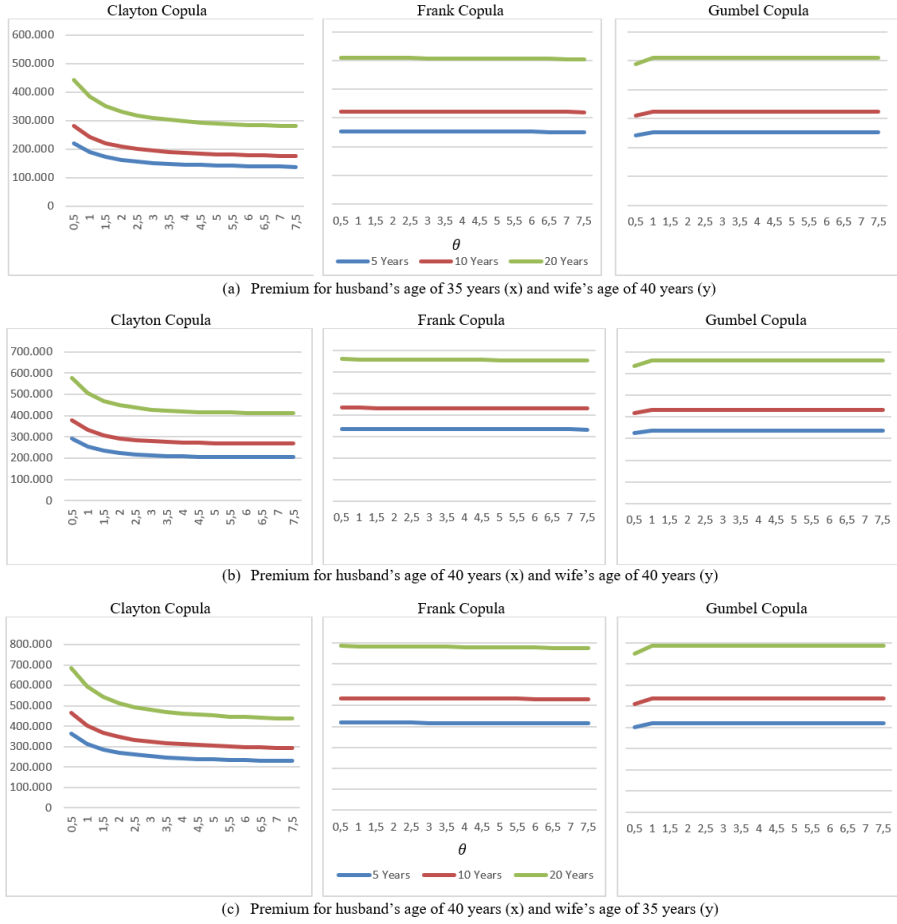 Clayton Copula
Frank Copula
Gumbel Copula
600.000
500.000
400.000
300.000
200.000
100.000
0
0,5 1 1,5 2 2,5 3 3,5 4 4,5 5 5,5 6 6,5 7 7,5
0,5 1 1,5 2 2,5 3 3,5 4 4,5 5 5,5 6 6,5 7 7,5
0,5 1 1,5 2 2,5 3 3,5 4 4,5 5 5,5 6 6,5 7 7,5
θ
5 Years 10 Years 20 Years
(a) Premium for husband's age of 35 years (x) and wife's age of 40 years (y)
Clayton Copula
Frank Copula
Gumbel Copula
700.000
600.000
500.000
400.000
300.000
200.000
100.000
0
0,5 1 1,5 2 2,5 3 3,5 4 4,5 5 5,5 6 6,5 7 7,5
0,5 1 1,5 2 2,5 3 3,5 4 4,5 5 5,5 6 6,5 7 7,5
0,5 1 1,5 2 2,5 3 3,5 4 4,5 5 5,5 6 6,5 7 7,5
(b) Premium for husband's age of 40 years (x) and wife's age of 40 years (y)
Clayton Copula
Frank Copula
Gumbel Copula
800.000
700.000
600.000
500.000
400.000
300.000
200.000
100.000
0
0,5 1 1,5 2 2,5 3 3,5 4 4,5 5 5,5 6 6,5 7 7,5
0,5 1 1,5 2 2,5 3 3,5 4 4,5 5 5,5 6 6,5 7 7,5
0,5 1 1,5 2 2,5 3 3,5 4 4,5 5 5,5 6 6,5 7 7,5
θ
5 Years 10 Years 20 Years
(c) Premium for husband's age of 40 years (x) and wife's age of 35 years (y)